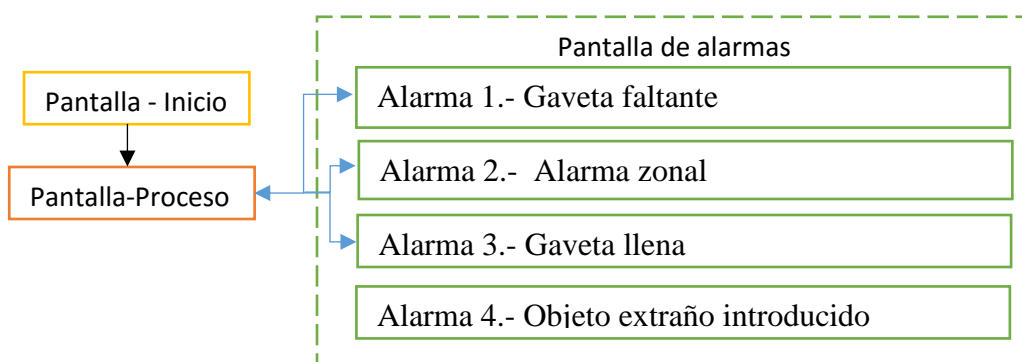 Pantalla de alarmas
Pantalla - Inicio
Alarma 1.- Gaveta faltante
Pantalla-Proceso
Alarma 2.- Alarma zonal
Alarma 3.- Gaveta llena
Alarma 4.- Objeto extraño introducido